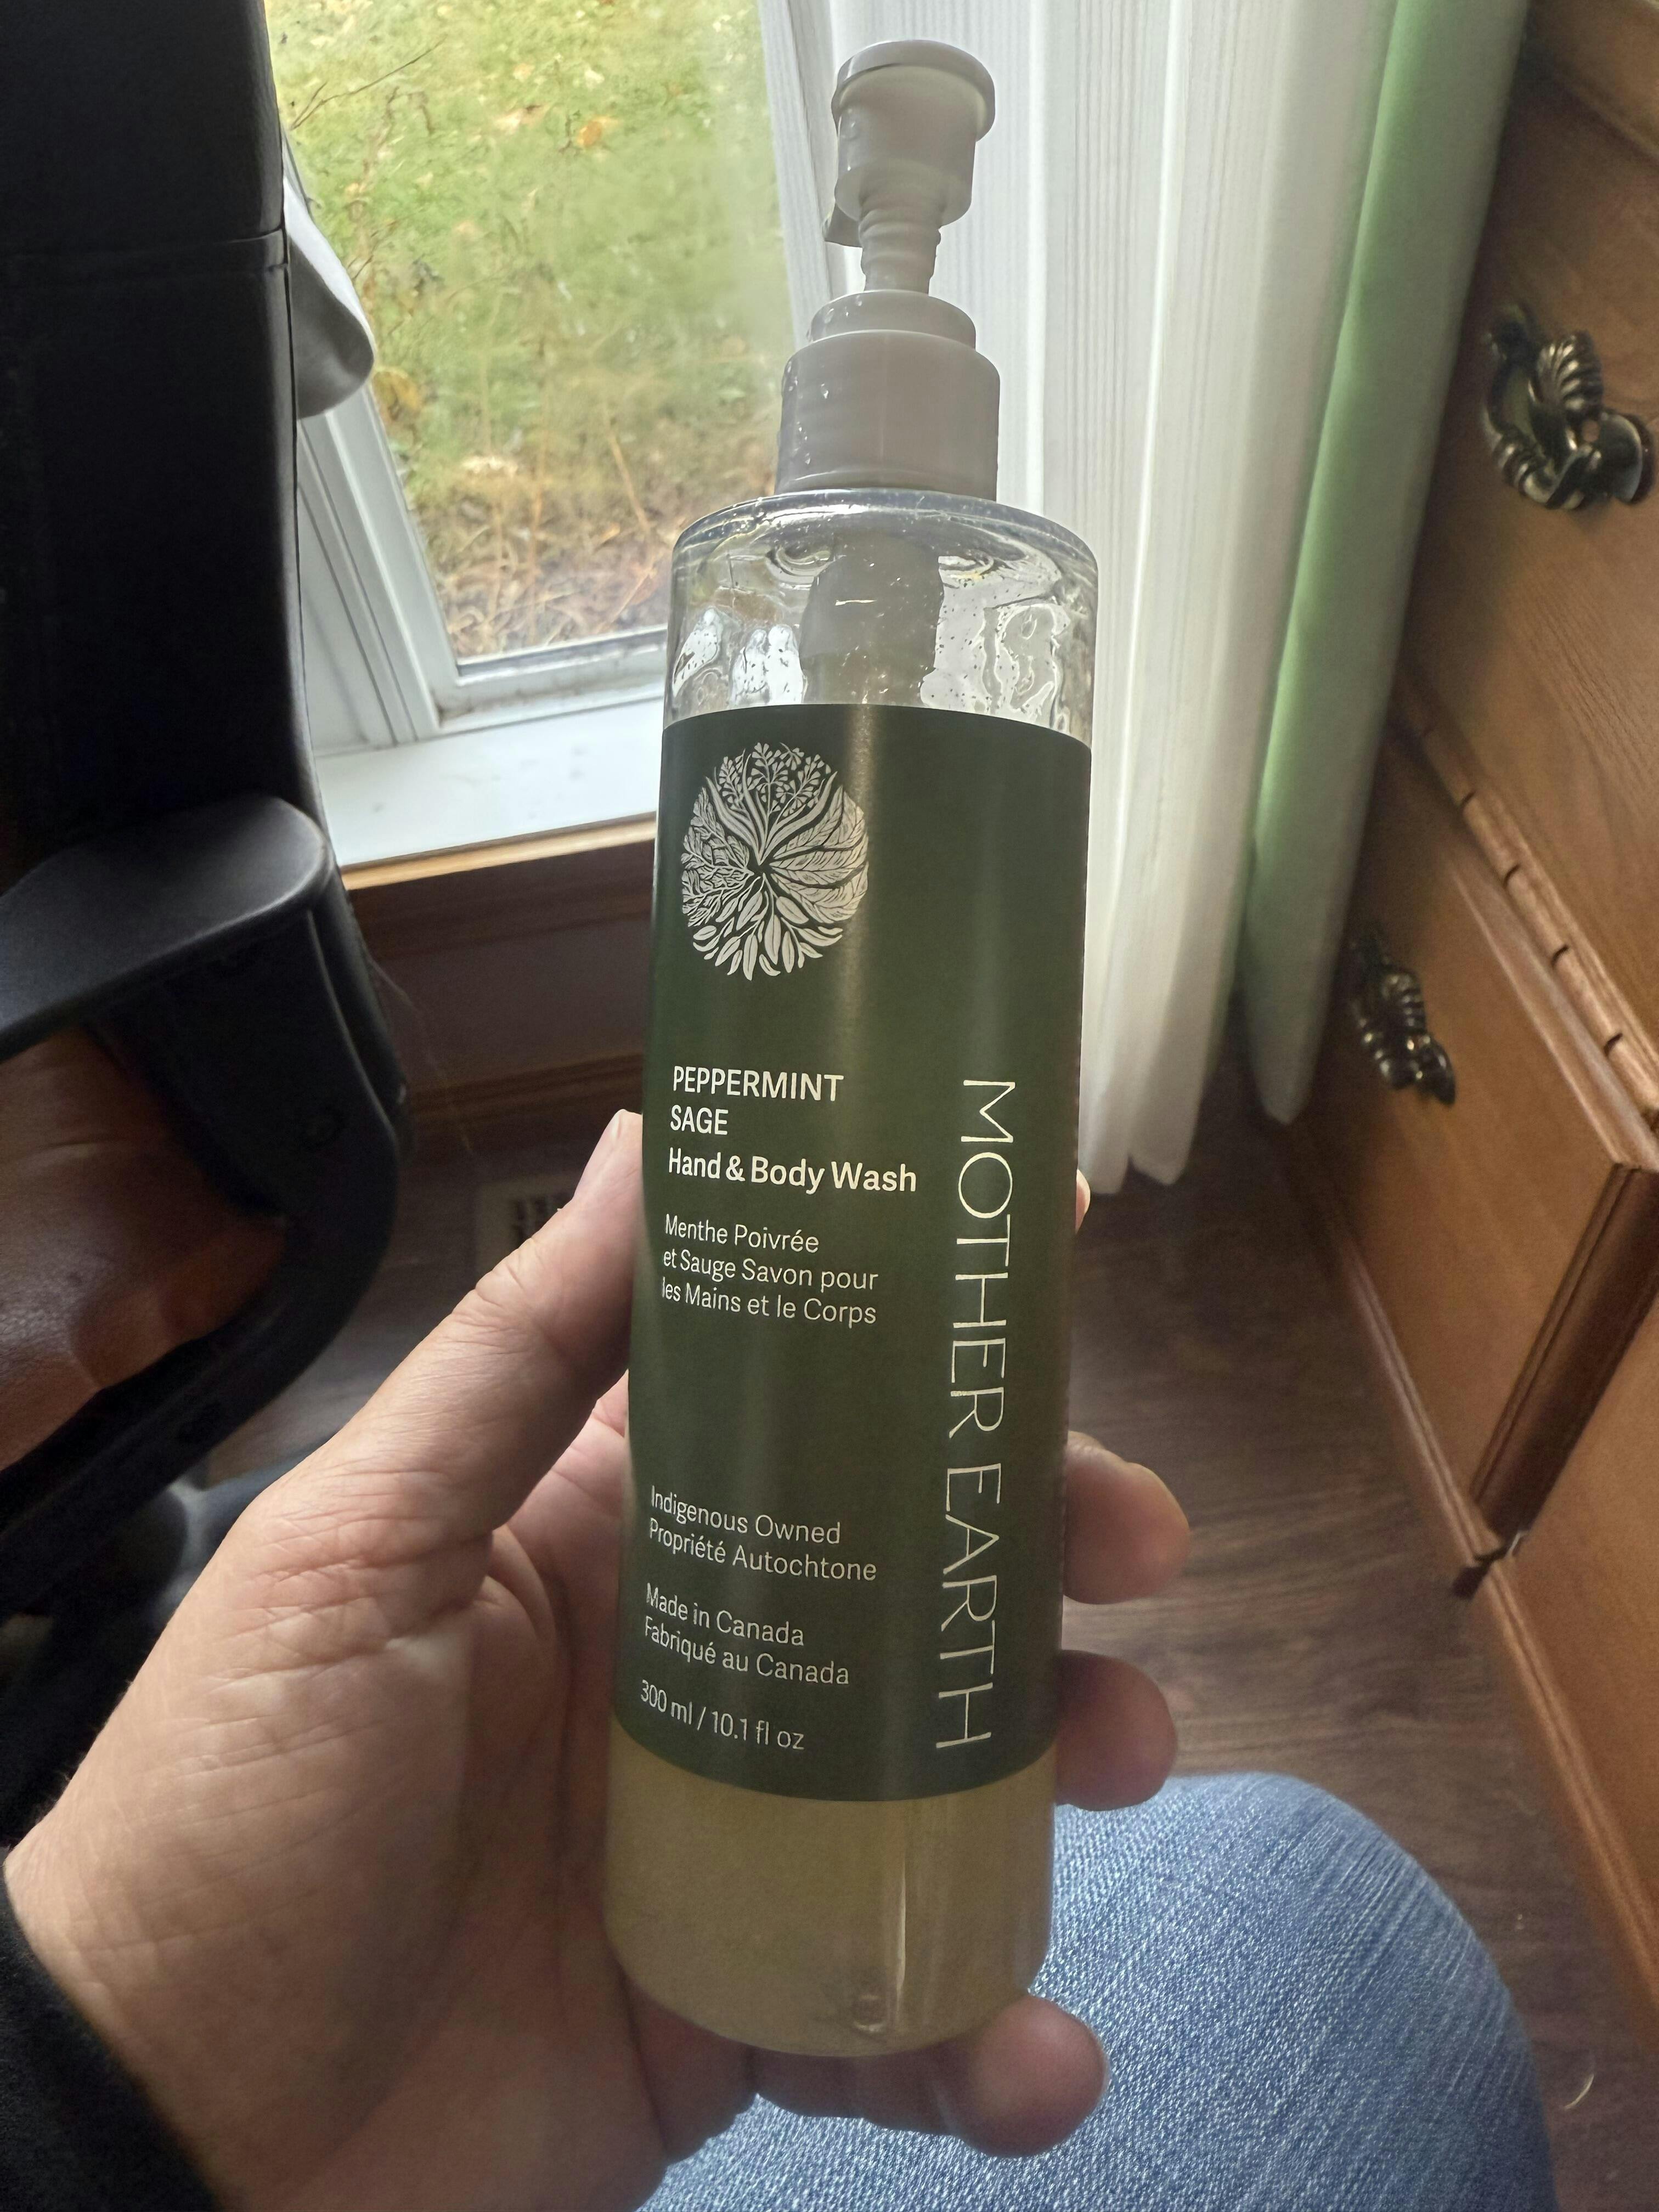 PEPPERMINT
SAGE
Hand & Body Wash
Menthe Poivrée
et Sauge Savon pour
les Mains et le Corps
MOTHER EARTH
Indigenous Owned
Propriété Autochtone
Made in Canada
Fabriqué au Canada
300 ml / 10.1 fl oz